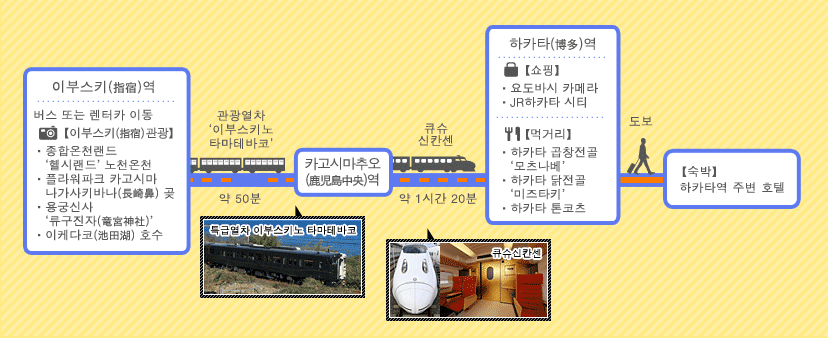 이부스키(指宿)역
버스 또는 렌터카 이동
【이부스키(指宿)관광】
• 종합온천랜드
'헬시랜드' 노천온천
• 플라워파크 카고시마
나가사키바나(長崎鼻) 곶
• 용궁신사
'류구진자(竜宮神社)'
• 이케다코(池田湖) 호수
관광열차
'이부스키노
타마테바코'
약 50분
카고시마추오
(鹿児島中央)역
특급열차 이부스키노 타마테바코
큐슈
신칸센
약 1시간 20분
큐슈신칸센
하카타(博多)역
【쇼핑】
• 요도바시 카메라
• JR하카타 시티
【먹거리】
• 하카타 곱창전골
'모츠나베'
• 하카타 닭전골
'미즈타키'
• 하카타 톤코츠
도보
【숙박】
하카타역 주변 호텔